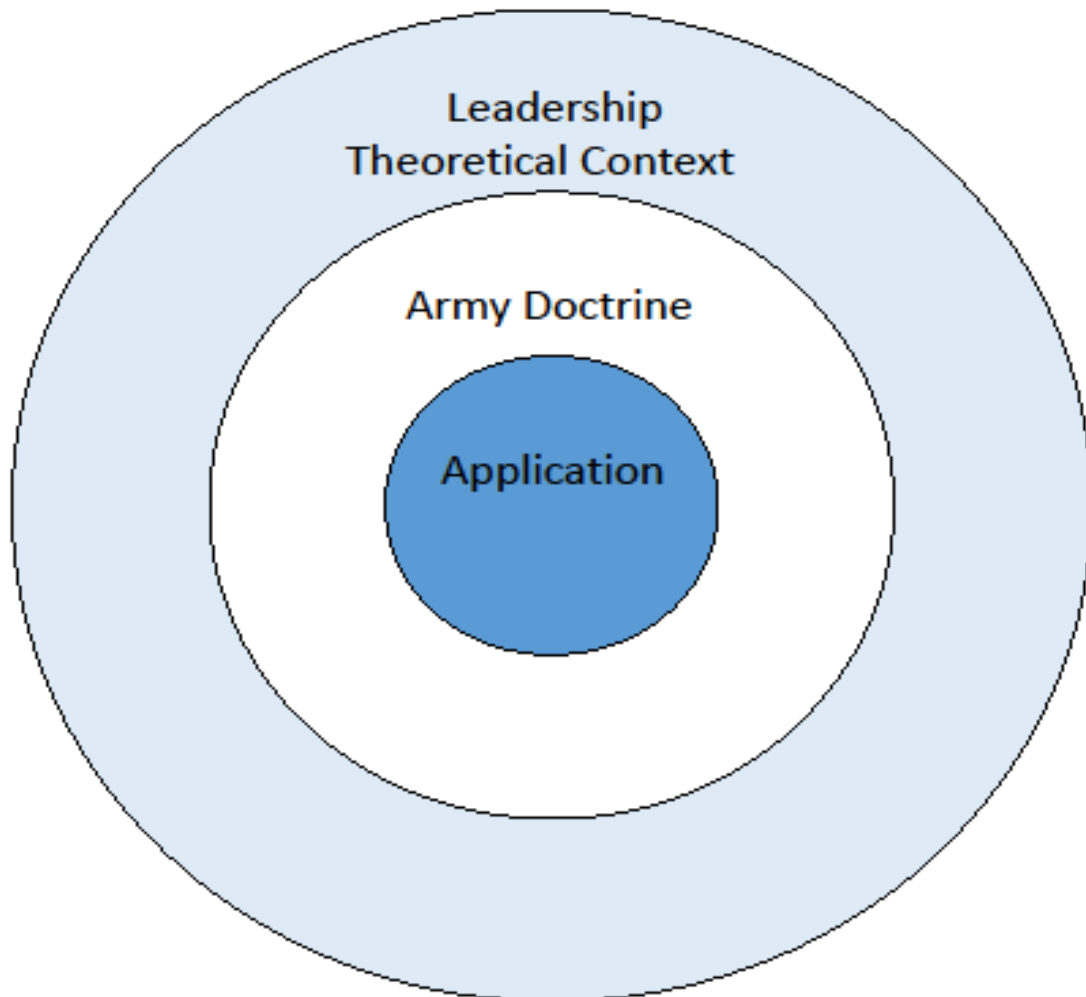 Leadership
Theoretical Context
Army Doctrine
Application